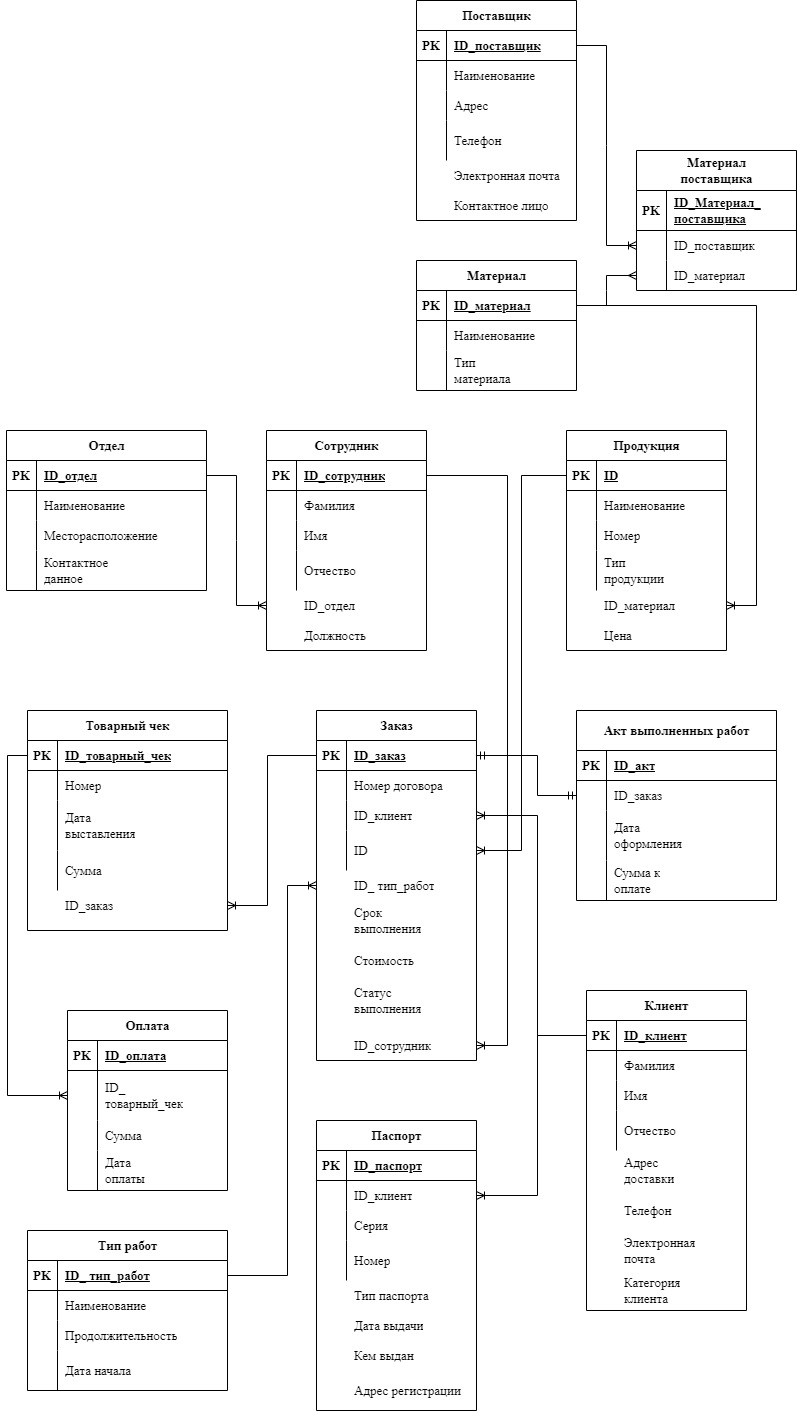 Поставщик
PK ID_поставщик
Наименование
Адрес
Телефон
Электронная почта
Контактное лицо
Материал
поставщика
PK ID_Материал_
поставщика
ID_поставщик
ID_материал
Материал
PK ID_материал
Наименование
Тип
материала
Отдел
PK ID_отдел
Наименование
Месторасположение
Контактное
данное
Сотрудник
PK ID_сотрудник
Фамилия
Имя
Отчество
ID_отдел
Должность
Продукция
PK ID
Наименование
Номер
Тип
продукции
ID_материал
Цена
Товарный чек
PK ID_товарный_чек
Номер
Дата
выставления
Сумма
ID_заказ
Заказ
PK ID_заказ
Номер договора
ID_клиент
ID
ID_ тип_работ
Срок
выполнения
Стоимость
Статус
выполнения
ID_сотрудник
Акт выполненных работ
PK ID_акт
ID_заказ
Дата
оформления
Сумма к
оплате
Оплата
PK ID_оплата
ID_
товарный_чек
Сумма
Дата
оплаты
Клиент
PK ID_клиент
Фамилия
Имя
Отчество
Адрес
доставки
Телефон
Электронная
почта
Категория
клиента
Паспорт
PK ID_паспорт
ID_клиент
Серия
Номер
Тип паспорта
Дата выдачи
Кем выдан
Адрес регистрации
Тип работ
PK ID_ тип_работ
Наименование
Продолжительность
Дата начала